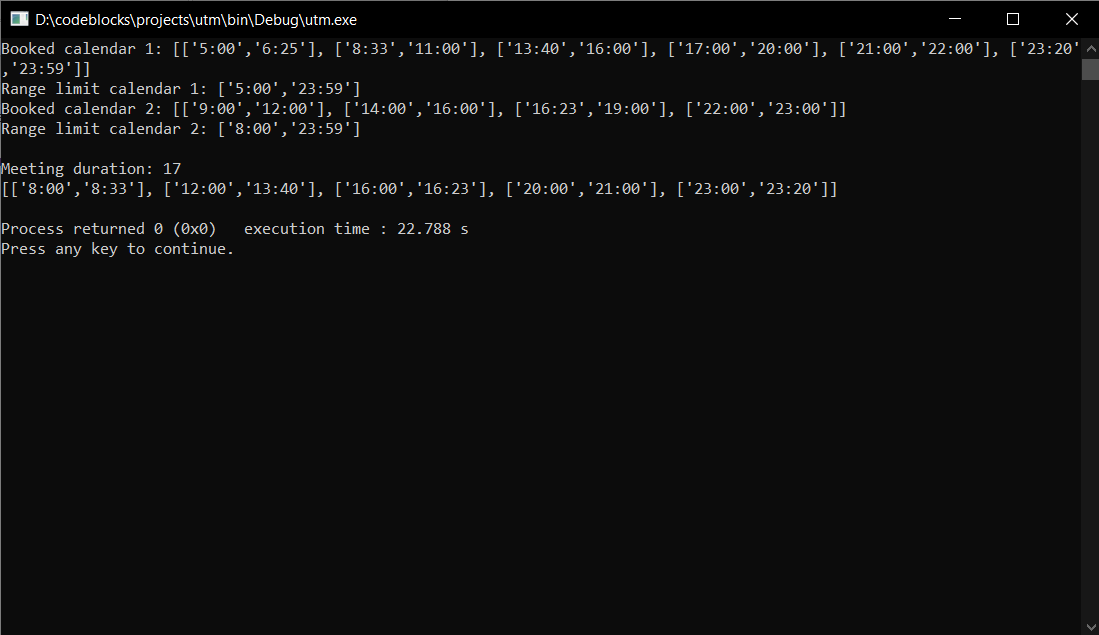 D:\codeblocks\projects\utm\bin\Debug\utm.exe
Booked calendar 1: [['5:00','6:25'], ['8:33','11:00'], ['13:40','16:00'], ['17:00','20:00'], ['21:00','22:00'], ['23:20'
,'23:59']]
Range limit calendar 1: ['5:00','23:59']
Booked calendar 2: [['9:00','12:00'], ['14:00','16:00'], ['16:23','19:00'], ['22:00','23:00']]
Range limit calendar 2: ['8:00','23:59']
Meeting duration: 17
[['8:00','8:33'], ['12:00','13:40'], ['16:00','16:23'], ['20:00','21:00'], ['23:00','23:20']]
Process returned 0 (0x0)   execution time : 22.788 s
Press any key to continue.